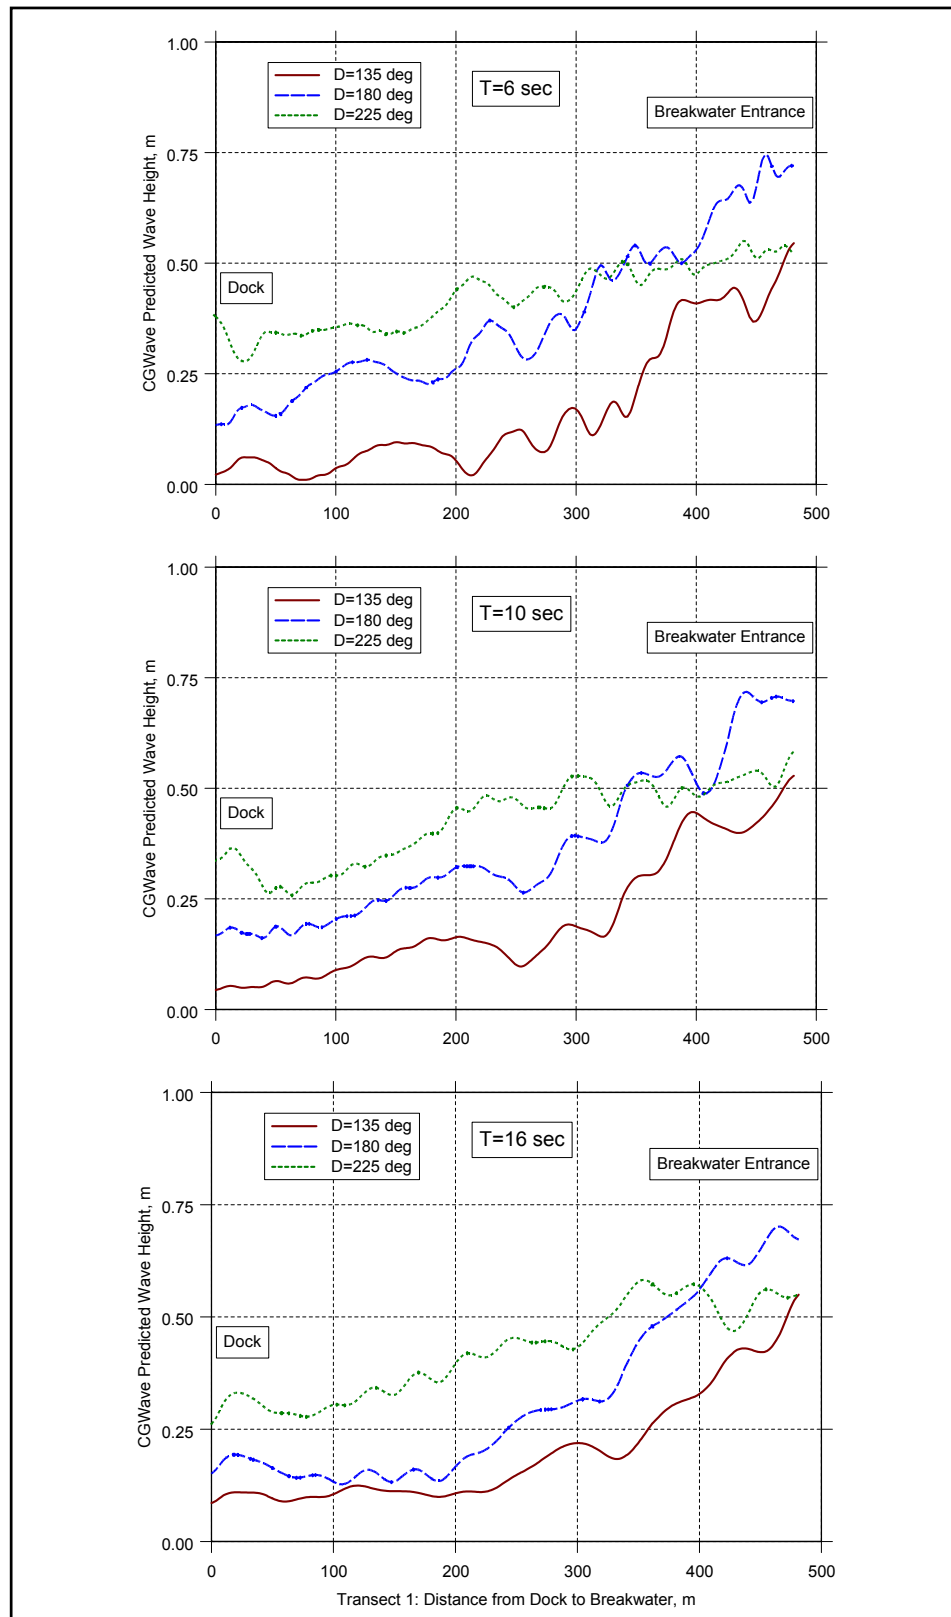 1.00
D=135 deg
D=180 deg
D=225 deg
T=6 sec
Breakwater Entrance
0.75
CGWave Predicted Wave Height, m
0.50
Dock
0.25
0.00
0 100 200 300 400 500
1.00
D=135 deg
D=180 deg
D=225 deg
T=10 sec
Breakwater Entrance
0.75
CGWave Predicted Wave Height, m
0.50
Dock
0.25
0.00
0 100 200 300 400 500
1.00
D=135 deg
D=180 deg
D=225 deg
T=16 sec
Breakwater Entrance
0.75
CGWave Predicted Wave Height, m
0.50
Dock
0.25
0.00
0 100 200 300 400 500
Transect 1: Distance from Dock to Breakwater, m